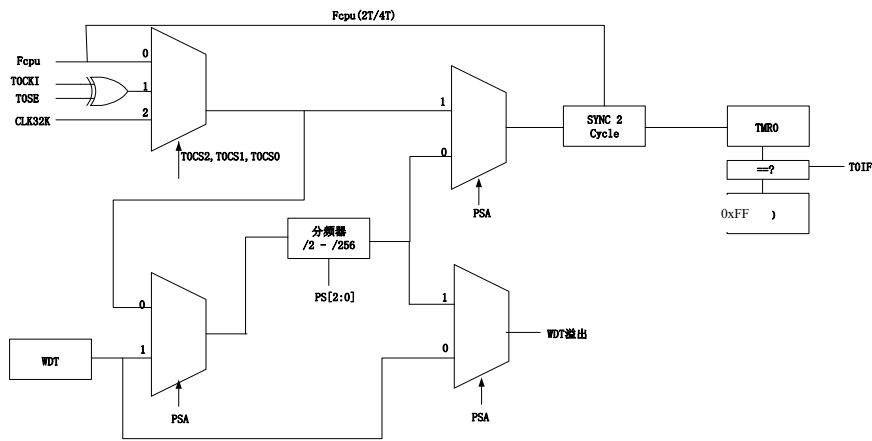 Fcpu(2T/4T)
Fcpu
0
T0CKI
1
T0SE
CLK32K
2
T0CS2,T0CS1,T0CS0
1
0
PSA
SYNC 2
Cycle
TMR0
==?
T0IF
0xFF )
分频器
/2 - /256
PS[2:0]
0
1
WDT
PSA
1
0
WDT溢出
PSA